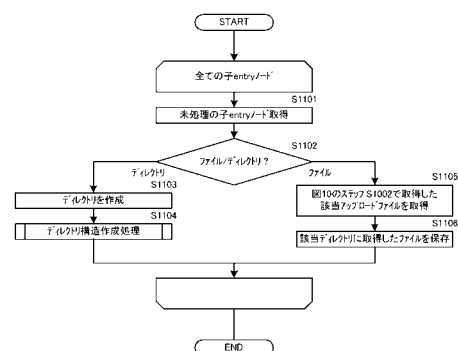 START
全ての子entryノード
S1101
未処理の子entryノード取得
S1102
ファイル/ディレクトリ?
ディレクトリ
ファイル
S1103
ディレクトリを作成
S1104
ディレクトリ構造作成処理
S1105
図10のステップS1002で取得した
該当アップロードファイルを取得
S1106
該当ディレクトリに取得したファイルを保存
END